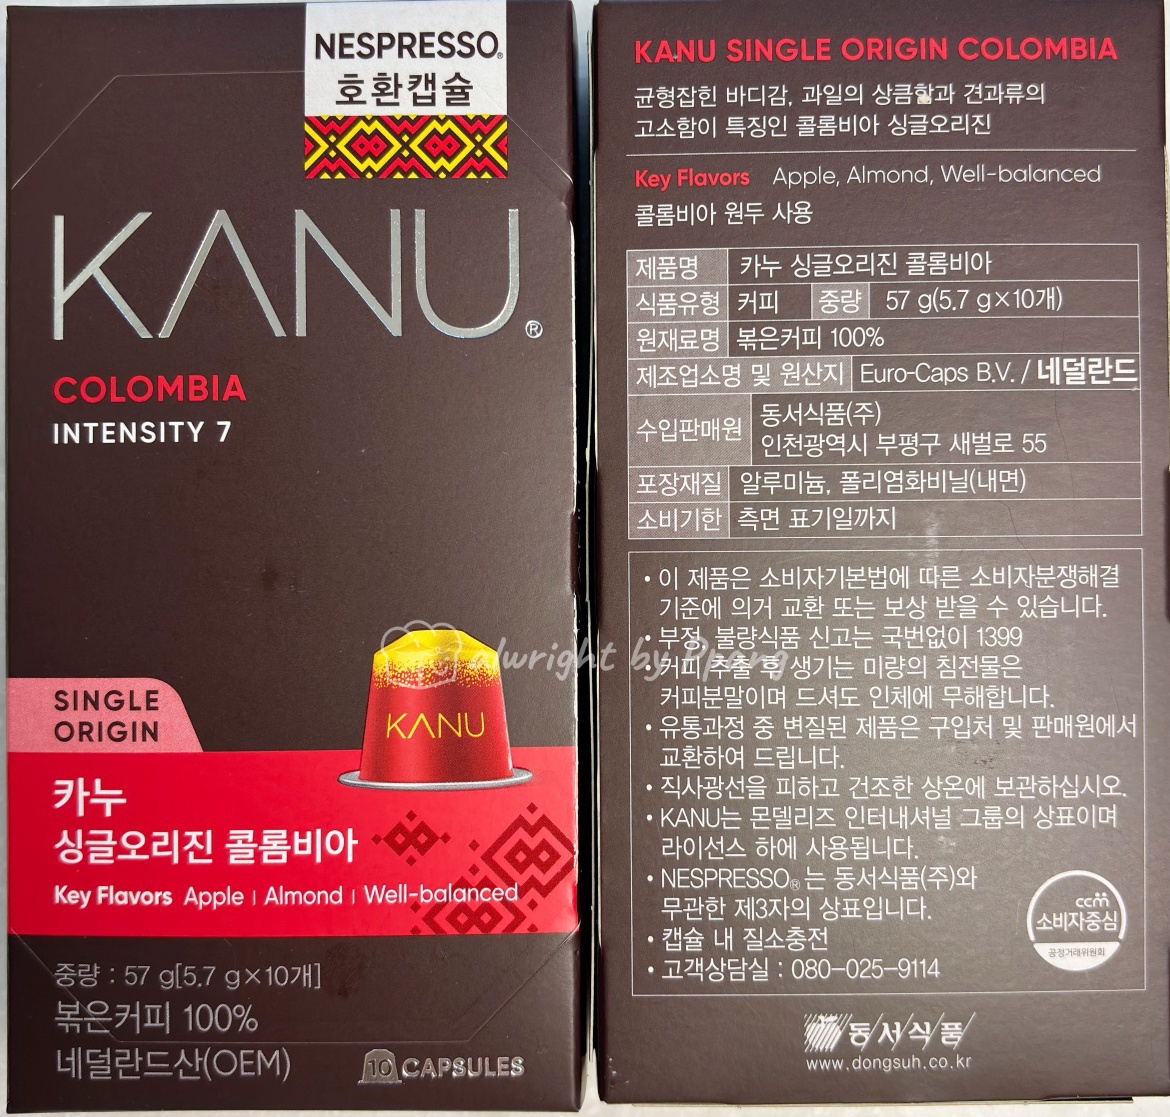 NESPRESSO®
호환캡슐
KANU®
COLOMBIA
INTENSITY 7
SINGLE
ORIGIN
KANU
카누
싱글오리진 콜롬비아
Key Flavors Apple | Almond | Well-balanced
중량 : 57 g[5.7 g×10개]
볶은커피 100%
네덜란드산(OEM)
10 CAPSULES
KANU SINGLE ORIGIN COLOMBIA
균형잡힌 바디감, 과일의 상큼함과 견과류의
고소함이 특징인 콜롬비아 싱글오리진
Key Flavors Apple, Almond, Well-balanced
콜롬비아 원두 사용
제품명 카누 싱글오리진 콜롬비아
식품유형 커피 중량 57 g(5.7 g×10개)
원재료명 볶은커피 100%
제조업소명 및 원산지 Euro-Caps B.V. / 네덜란드
수입판매원 동서식품(주)
인천광역시 부평구 새벌로 55
포장재질 알루미늄, 폴리염화비닐(내면)
소비기한 측면 표기일까지
• 이 제품은 소비자기본법에 따른 소비자분쟁해결
기준에 의거 교환 또는 보상 받을 수 있습니다.
• 부정, 불량식품 신고는 국번없이 1399
• 커피 추출 후 생기는 미량의 침전물은
커피분말이며 드셔도 인체에 무해합니다.
• 유통과정 중 변질된 제품은 구입처 및 판매원에서
교환하여 드립니다.
• 직사광선을 피하고 건조한 상온에 보관하십시오.
• KANU는 몬델리즈 인터내셔널 그룹의 상표이며
라이선스 하에 사용됩니다.
• NESPRESSO® 는 동서식품(주)와
무관한 제3자의 상표입니다.
• 캡슐 내 질소충전
• 고객상담실 : 080-025-9114
ccm
소비자중심
공정거래위원회
동서식품
www.dongsuh.co.kr
alwright by Ppang